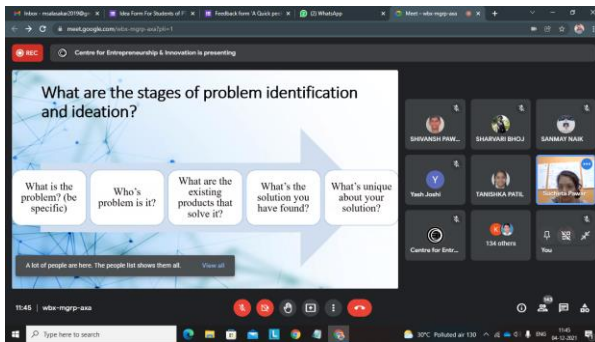 Inbox - msalasakar2019@g
Idea Form For Students of F
Feedback form 'A Quick pec
(2) WhatsApp
Meet - wbx-mgrp-axa
meet.google.com/wbx-mgrp-axa?pli=1
REC
Centre for Entrepreneurship & Innovation is presenting
What are the stages of problem identification
and ideation?
What is the
problem? (be
specific)
Who's
problem is it?
What are the
existing
products that
solve it?
What's the
solution you
have found?
What's unique
about your
solution?
SHIVANSH PAW...
SHARVARI BHOJ
SANMAY NAIK
Y
Yash Joshi
TANISHKA PATIL
Sucheta Pawar
Centre for Entr...
K
134 others
You
A lot of people are here. The people list shows them all.
View all
11:45 | wbx-mgrp-axa
143
Type here to search
30°C Polluted air 130
ENG
11:45
04-12-2021